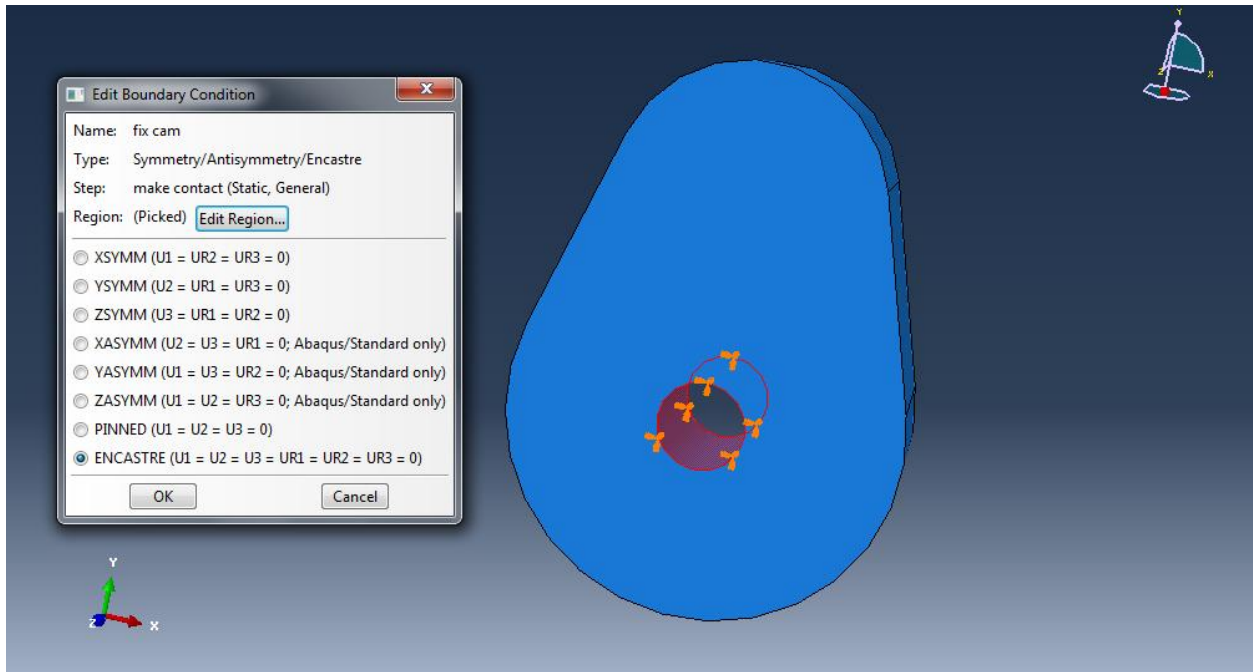 Edit Boundary Condition
Name: fix cam
Type: Symmetry/Antisymmetry/Encastre
Step: make contact (Static, General)
Region: (Picked) Edit Region...
XSYMM (U1 = UR2 = UR3 = 0)
YSYMM (U2 = UR1 = UR3 = 0)
ZSYMM (U3 = UR1 = UR2 = 0)
XASYMM (U2 = U3 = UR1 = 0; Abaqus/Standard only)
YASYMM (U1 = U3 = UR2 = 0; Abaqus/Standard only)
ZASYMM (U1 = U2 = UR3 = 0; Abaqus/Standard only)
PINNED (U1 = U2 = U3 = 0)
ENCASTRE (U1 = U2 = U3 = UR1 = UR2 = UR3 = 0)
OK Cancel
Y
Z X
Y
Z X